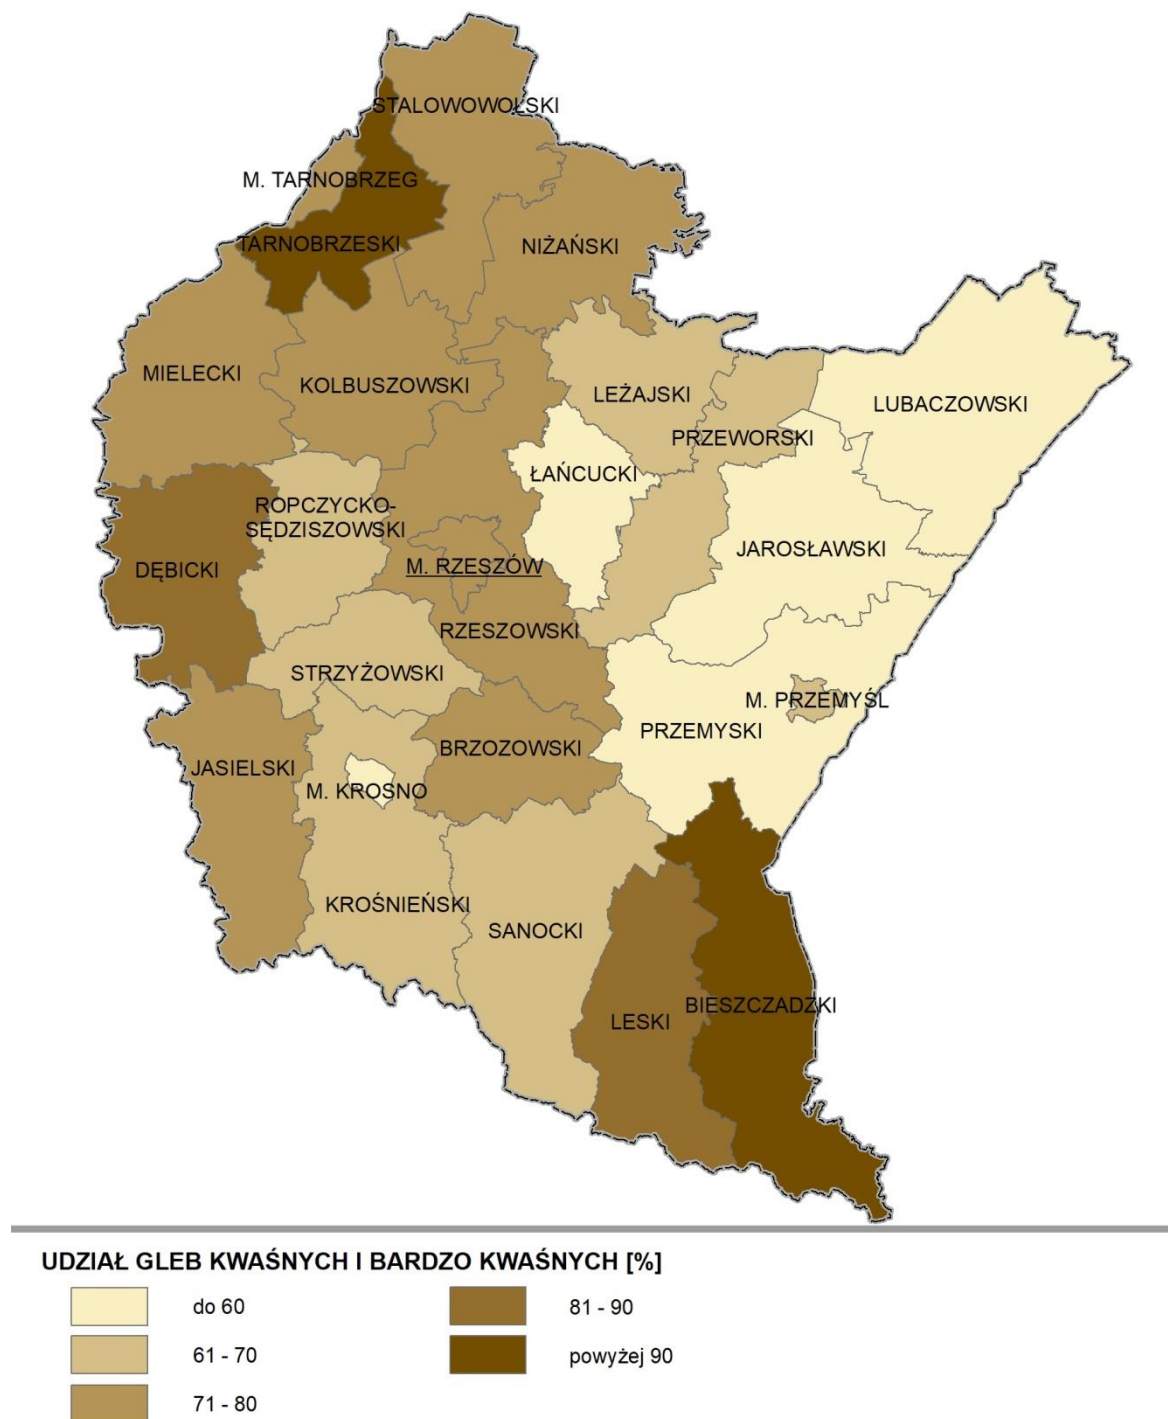 STALOWOWOLSKI
M. TARNOBRZEG
TARNOBRZESKI
NIŻAŃSKI
MIELECKI
KOLBUSZOWSKI
LEŻAJSKI
LUBACZOWSKI
PRZEWORSKI
ŁAŃCUCKI
ROPCZYCKO-
SĘDZISZOWSKI
JAROSŁAWSKI
DĘBICKI
M. RZESZÓW
RZESZOWSKI
STRZYŻOWSKI
M. PRZEMYŚL
PRZEMYSKI
BRZOZOWSKI
JASIELSKI
M. KROSNO
KROŚNIEŃSKI
SANOCKI
BIESZCZADZKI
LESKI
UDZIAŁ GLEB KWAŚNYCH I BARDZO KWAŚNYCH [%]
do 60
61 - 70
71 - 80
81 - 90
powyżej 90